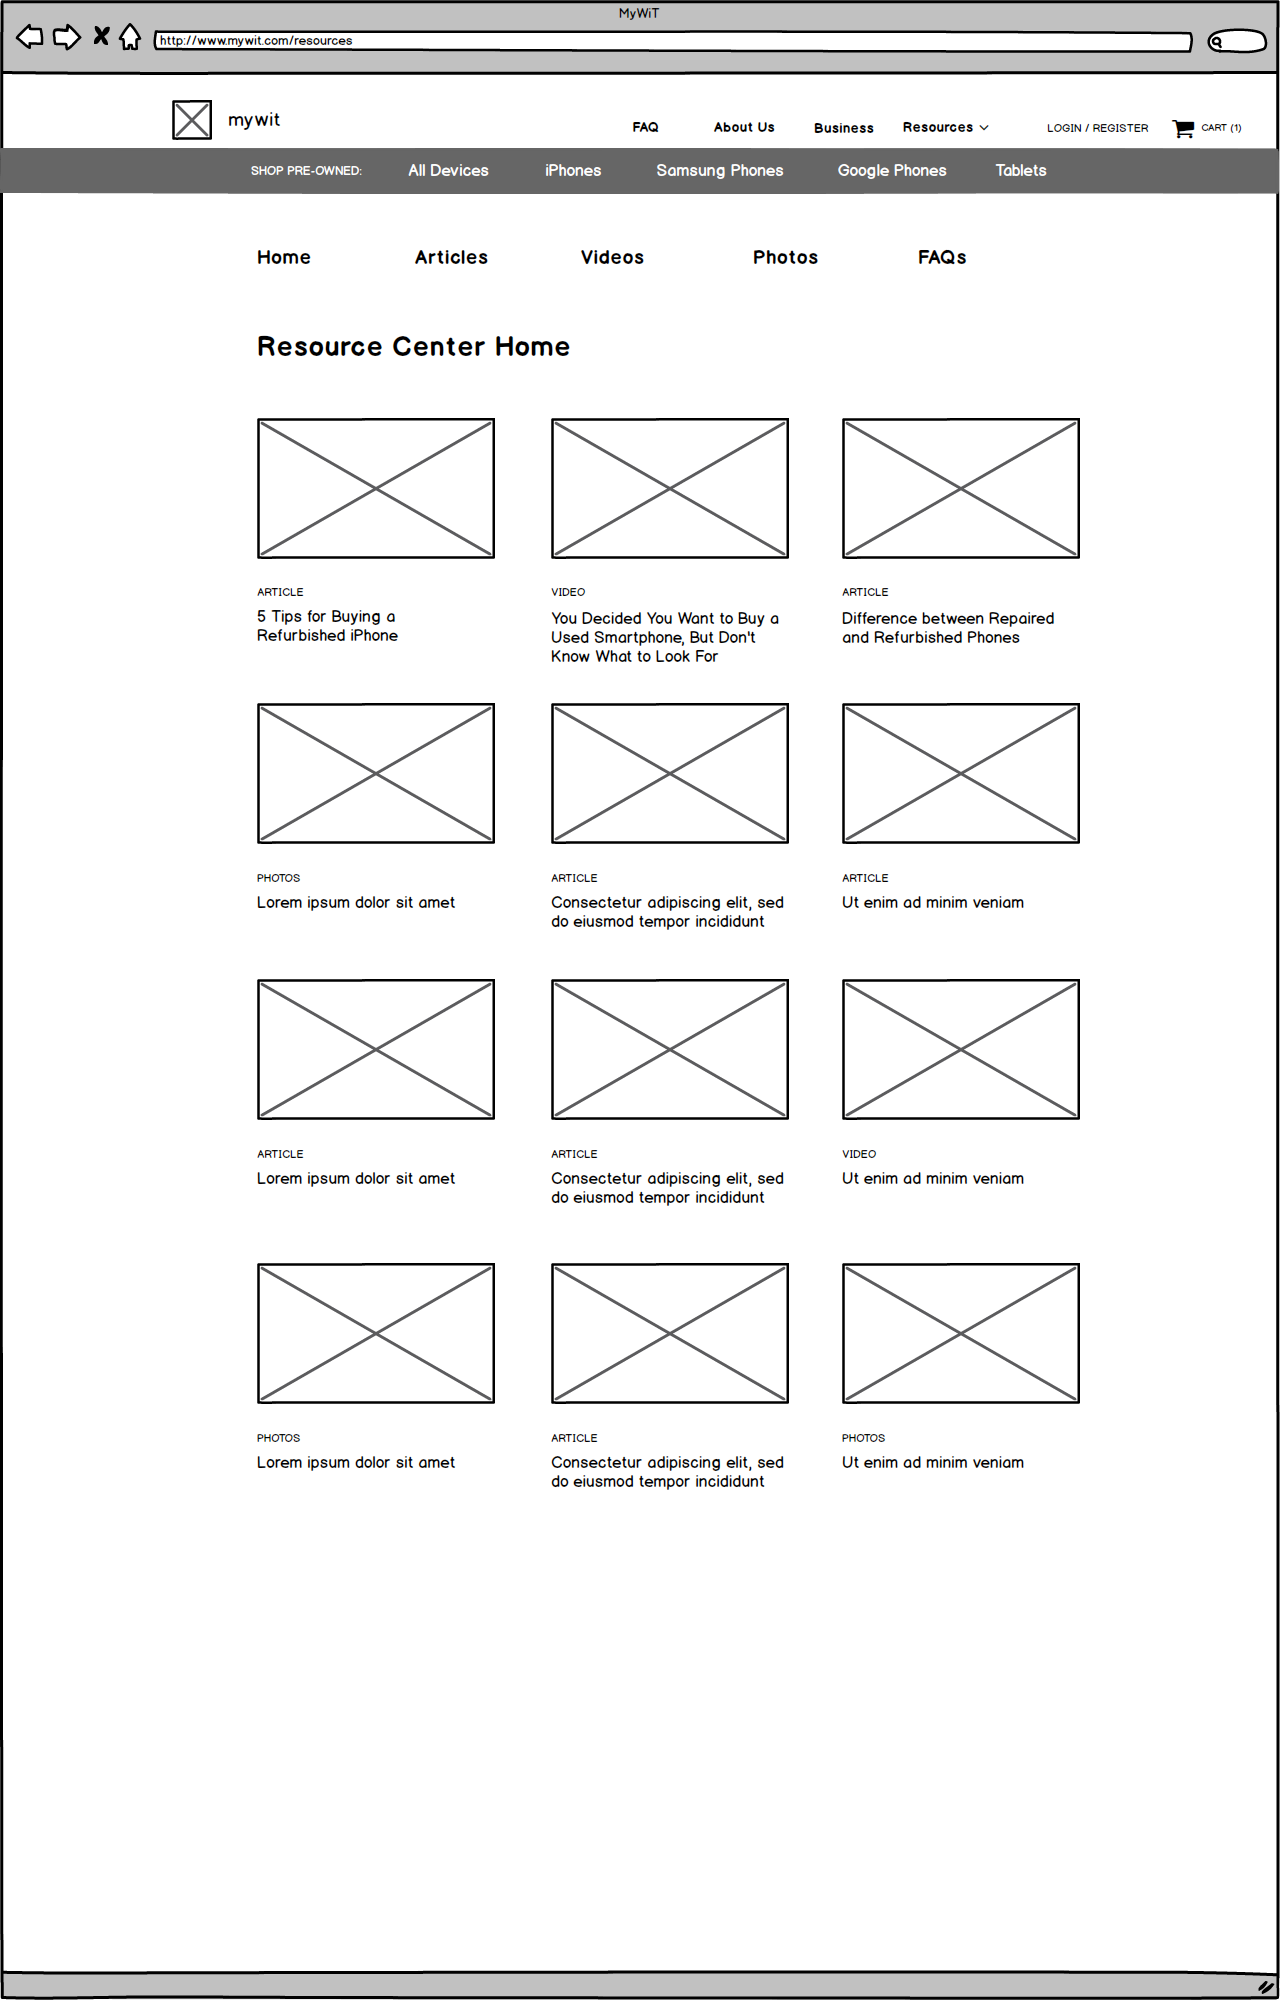 MyWiT
http://www.mywit.com/resources
mywit
FAQ About Us Business Resources LOGIN / REGISTER CART (1)
SHOP PRE-OWNED: All Devices iPhones Samsung Phones Google Phones Tablets
Home Articles Videos Photos FAQs
Resource Center Home
ARTICLE
5 Tips for Buying a
Refurbished iPhone
VIDEO
You Decided You Want to Buy a
Used Smartphone, But Don't
Know What to Look For
ARTICLE
Difference between Repaired
and Refurbished Phones
PHOTOS
Lorem ipsum dolor sit amet
ARTICLE
Consectetur adipiscing elit, sed
do eiusmod tempor incididunt
ARTICLE
Ut enim ad minim veniam
ARTICLE
Lorem ipsum dolor sit amet
ARTICLE
Consectetur adipiscing elit, sed
do eiusmod tempor incididunt
VIDEO
Ut enim ad minim veniam
PHOTOS
Lorem ipsum dolor sit amet
ARTICLE
Consectetur adipiscing elit, sed
do eiusmod tempor incididunt
PHOTOS
Ut enim ad minim veniam